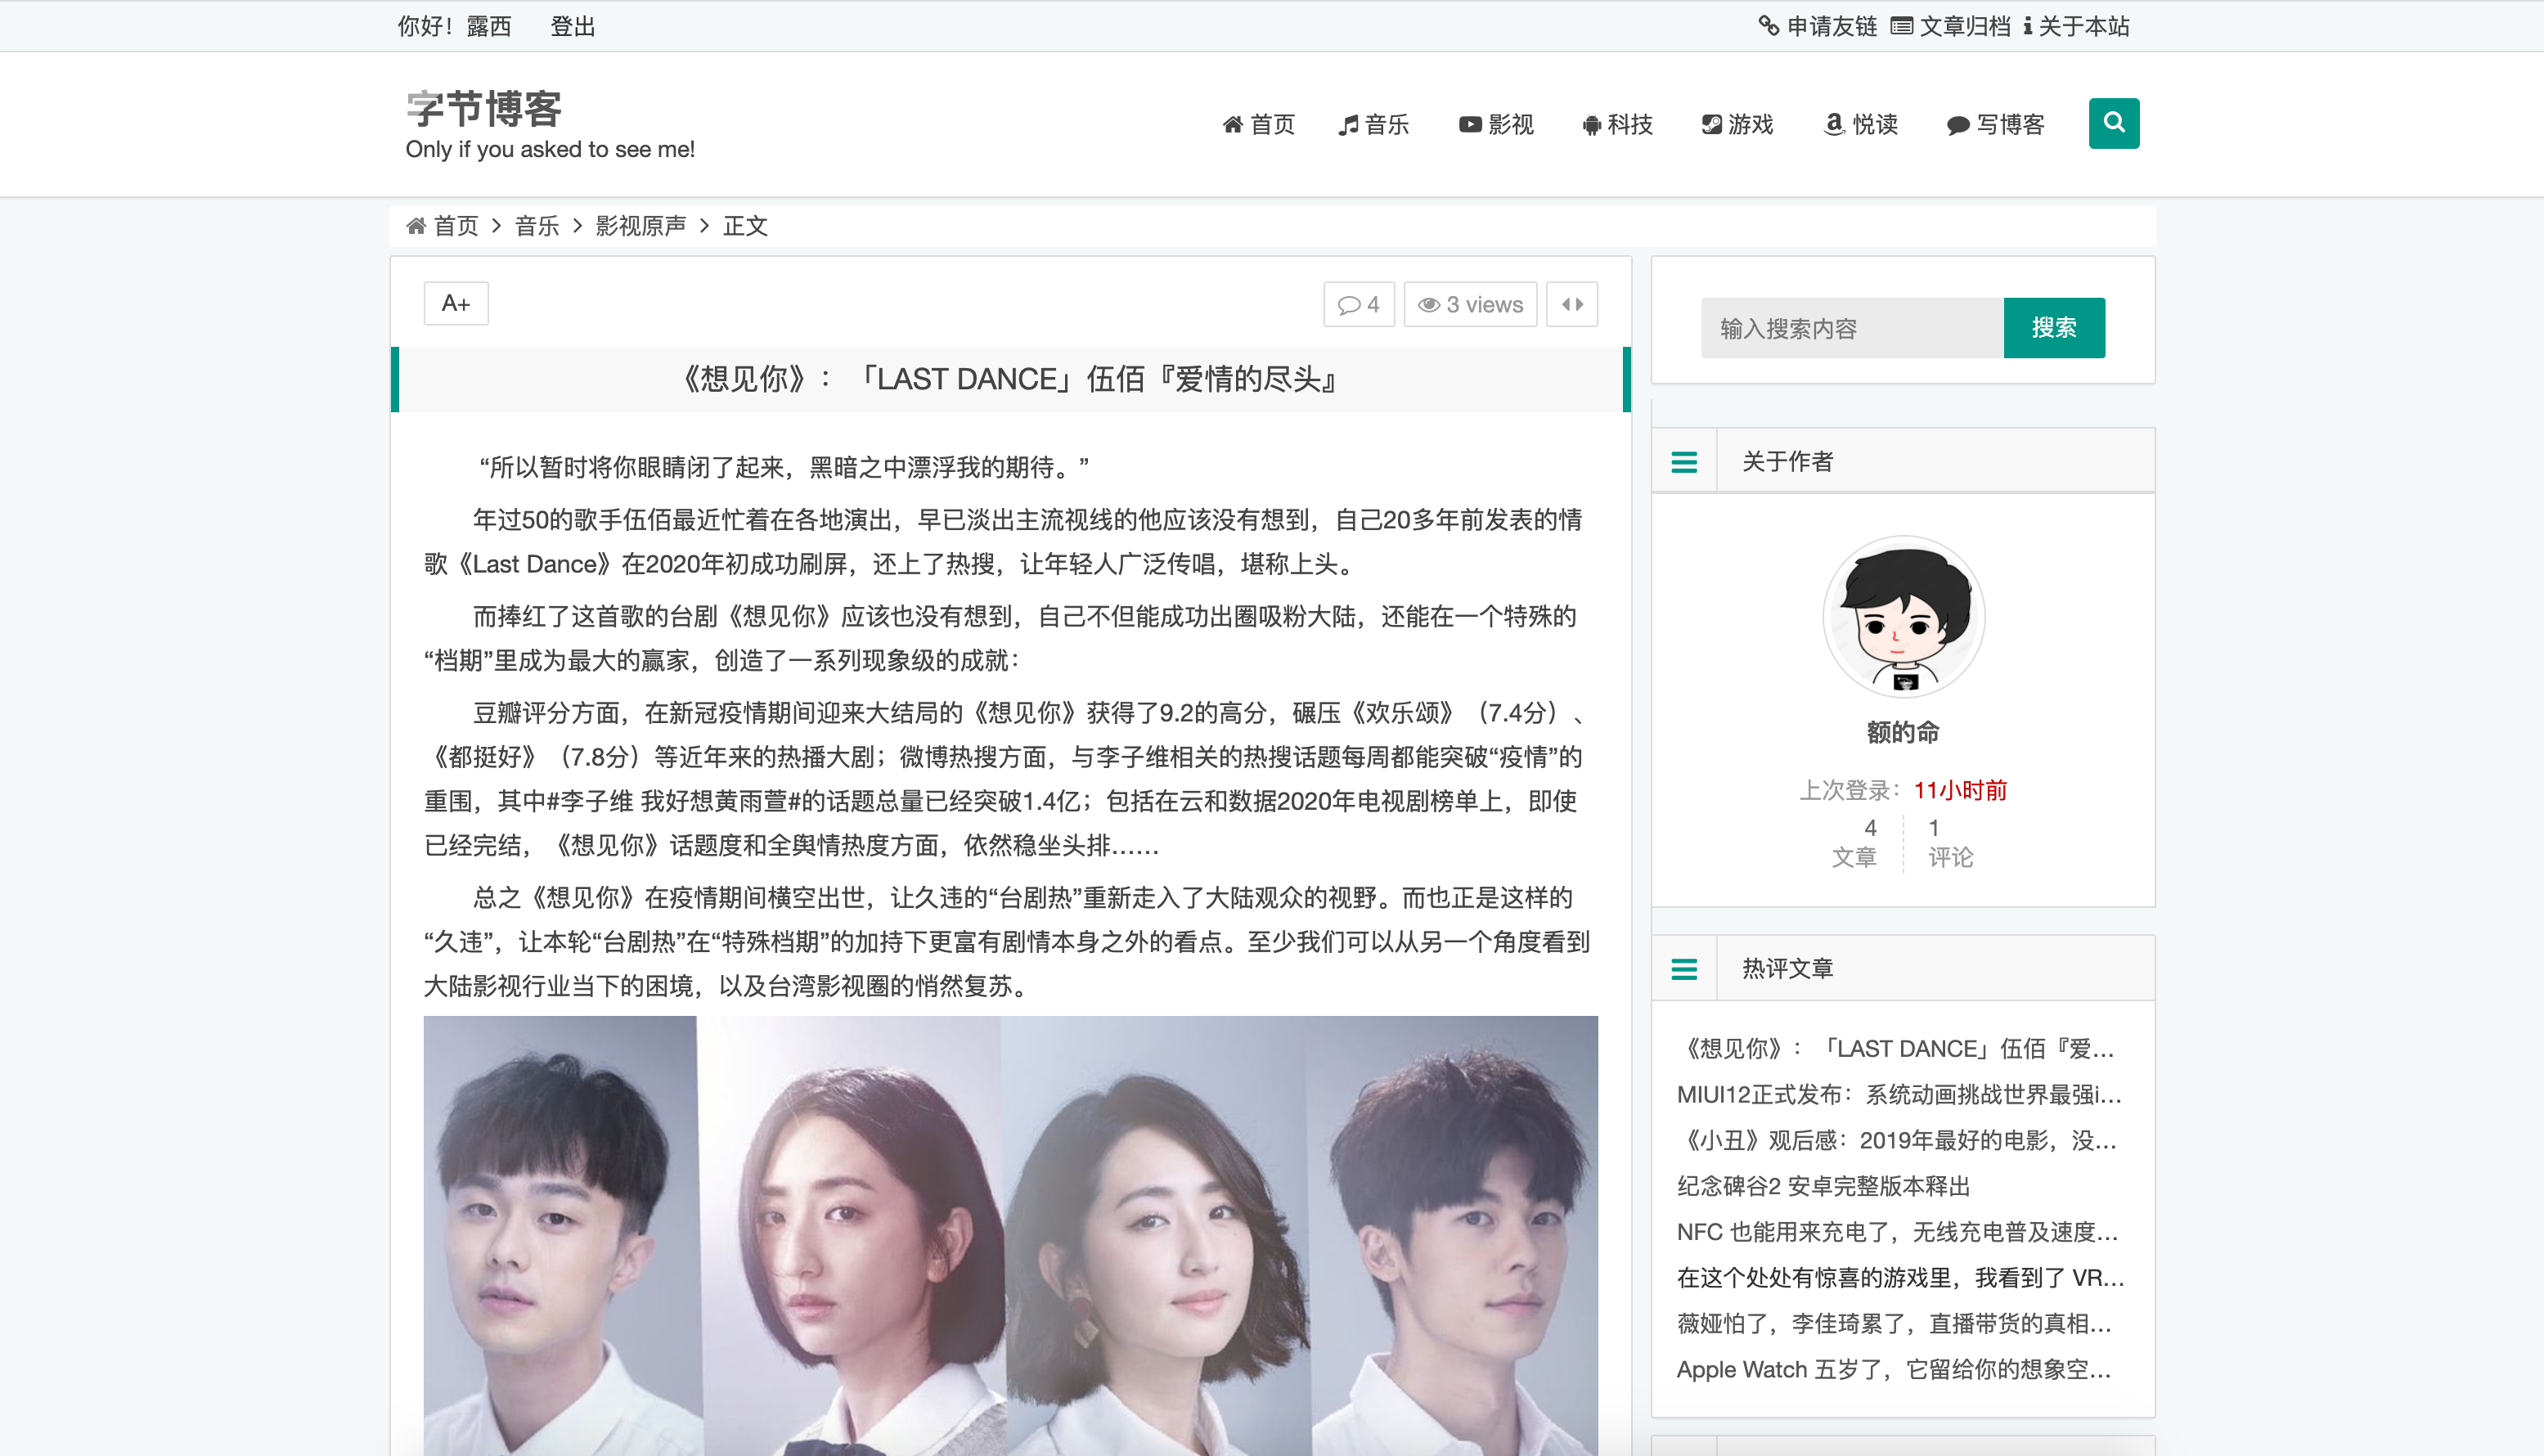 你好！露西 登出 申请友链 文章归档 关于本站
字节博客
Only if you asked to see me!
首页 音乐 影视 科技 游戏 悦读 写博客
首页 > 音乐 > 影视原声 > 正文
A+ 4 3 views
《想见你》：「LAST DANCE」伍佰『爱情的尽头』
“所以暂时将你眼睛闭了起来，黑暗之中漂浮我的期待。”
年过50的歌手伍佰最近忙着在各地演出，早已淡出主流视线的他应该没有想到，自己20多年前发表的情
歌《Last Dance》在2020年初成功刷屏，还上了热搜，让年轻人广泛传唱，堪称上头。
而捧红了这首歌的台剧《想见你》应该也没有想到，自己不但能成功出圈吸粉大陆，还能在一个特殊的
“档期”里成为最大的赢家，创造了一系列现象级的成就：
豆瓣评分方面，在新冠疫情期间迎来大结局的《想见你》获得了9.2的高分，碾压《欢乐颂》（7.4分）、
《都挺好》（7.8分）等近年来的热播大剧；微博热搜方面，与李子维相关的热搜话题每周都能突破“疫情”的
重围，其中#李子维 我好想黄雨萱#的话题总量已经突破1.4亿；包括在云和数据2020年电视剧榜单上，即使
已经完结，《想见你》话题度和全舆情热度方面，依然稳坐头排……
总之《想见你》在疫情期间横空出世，让久违的“台剧热”重新走入了大陆观众的视野。而也正是这样的
“久违”，让本轮“台剧热”在“特殊档期”的加持下更富有剧情本身之外的看点。至少我们可以从另一个角度看到
大陆影视行业当下的困境，以及台湾影视圈的悄然复苏。
输入搜索内容 搜索
关于作者
额的命
上次登录：11小时前
4 1
文章 评论
热评文章
《想见你》：「LAST DANCE」伍佰『爱...
MIUI12正式发布：系统动画挑战世界最强i...
《小丑》观后感：2019年最好的电影，没...
纪念碑谷2 安卓完整版本释出
NFC 也能用来充电了，无线充电普及速度...
在这个处处有惊喜的游戏里，我看到了 VR...
薇娅怕了，李佳琦累了，直播带货的真相...
Apple Watch 五岁了，它留给你的想象空...